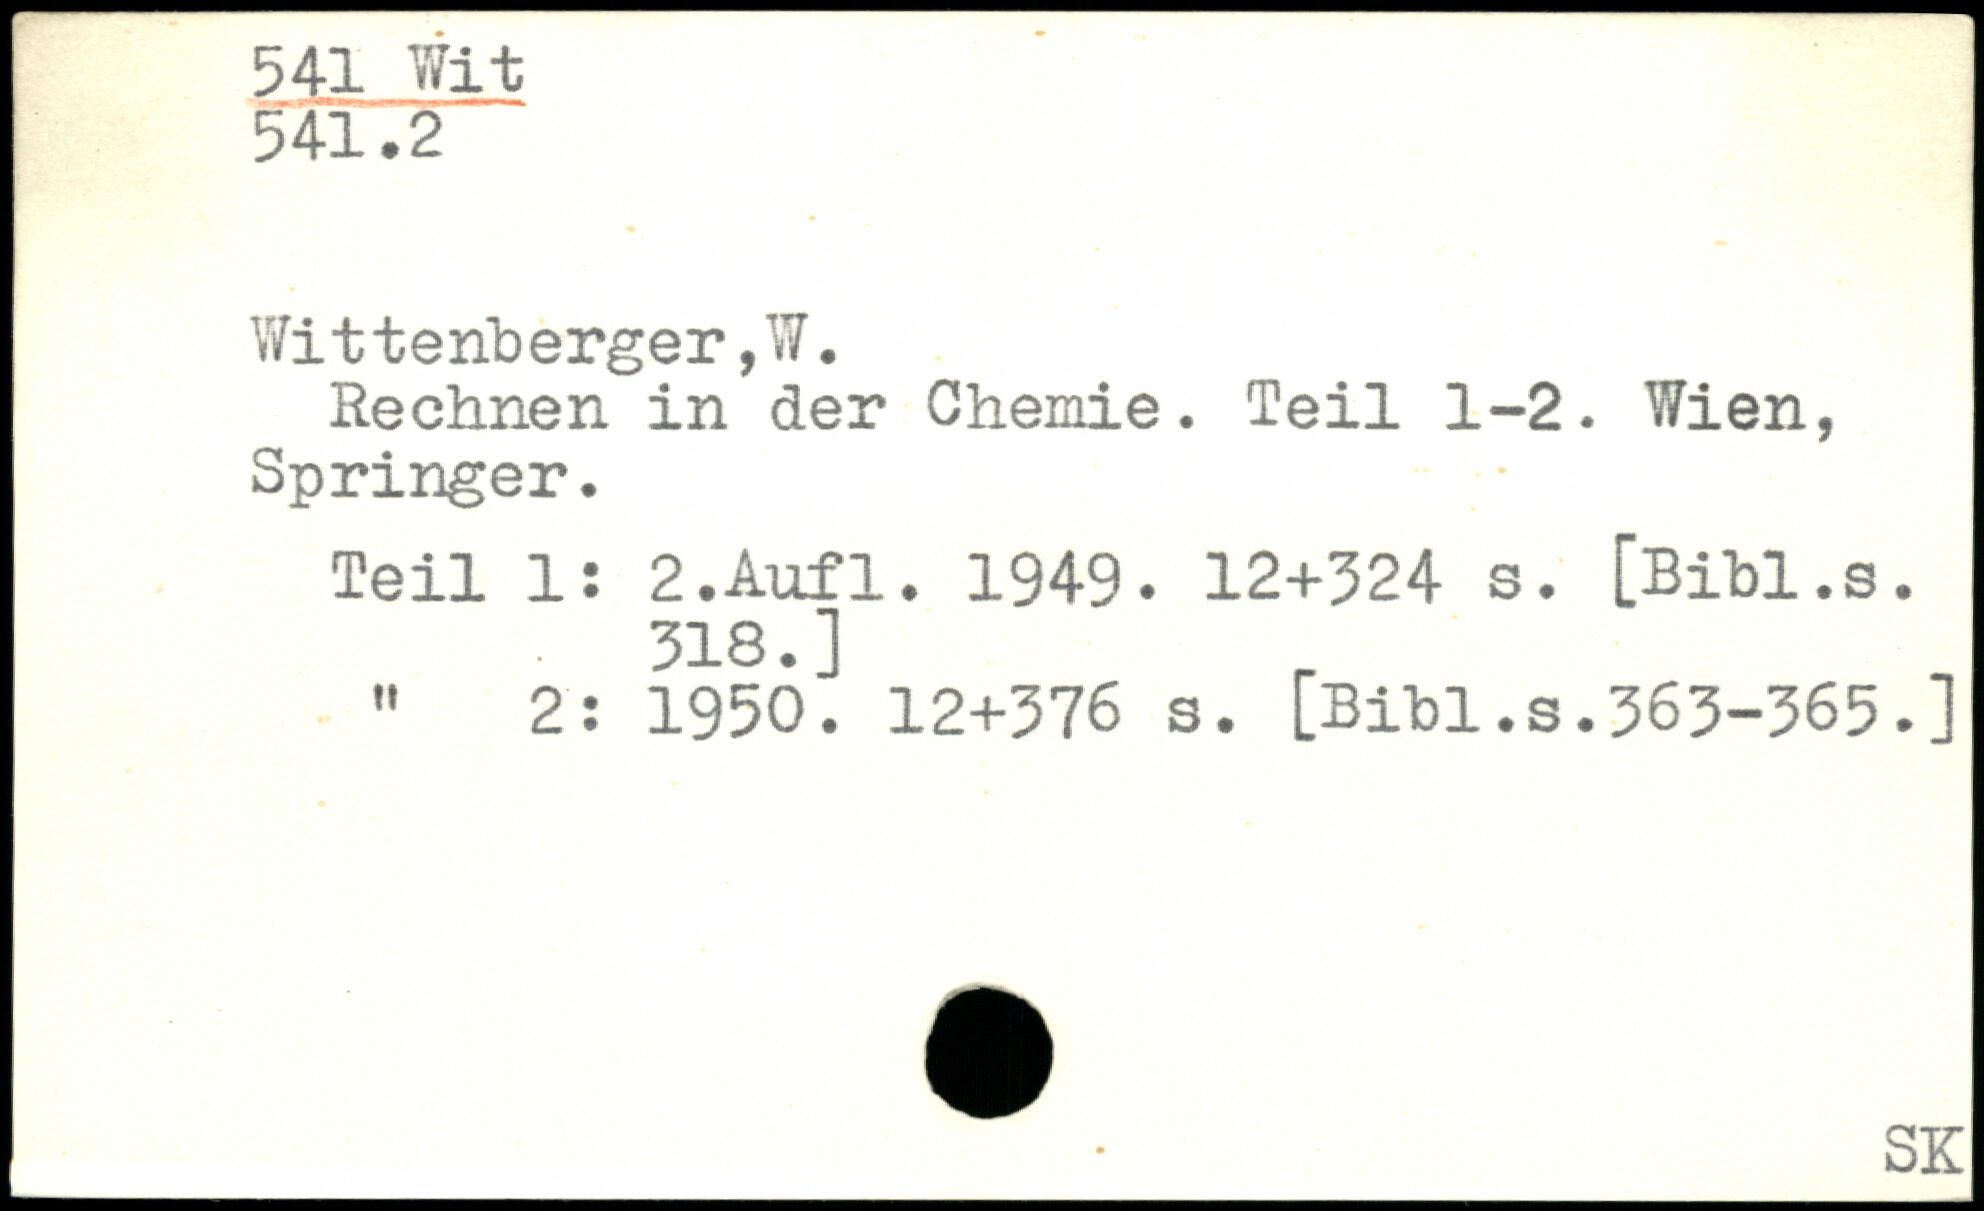 541 Wit
541.2
Wittenberger,W.
Rechnen in der Chemie. Teil 1-2. Wien,
Springer.
Teil 1: 2.Aufl. 1949. 12+324 s. [Bibl.s.
318.]
" 2: 1950. 12+376 s. [Bibl.s.363-365.]
SK